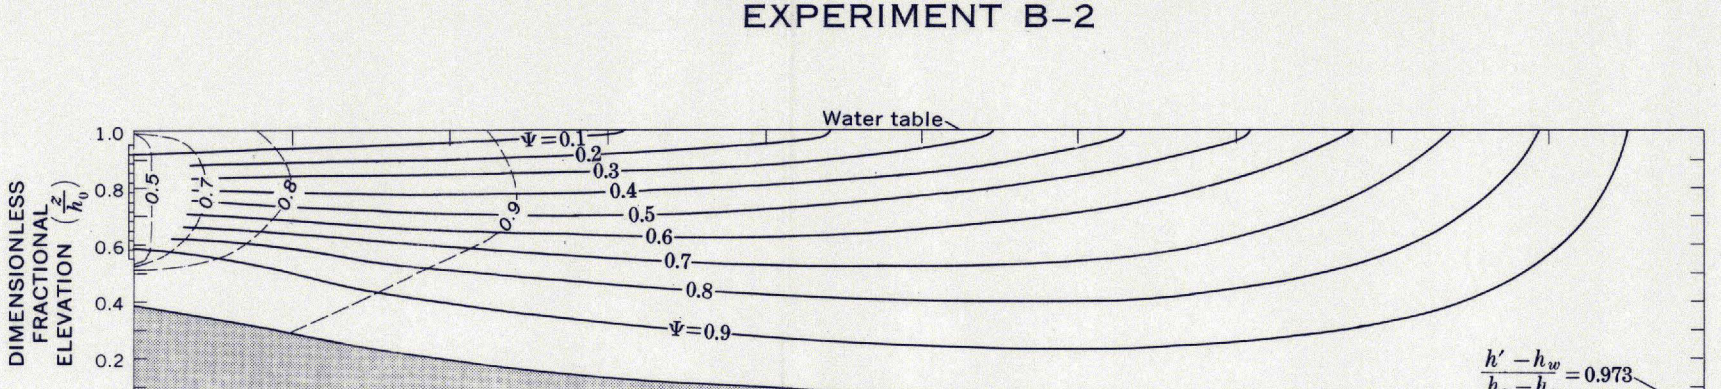 EXPERIMENT B–2
Water table
DIMENSIONLESS
FRACTIONAL
ELEVATION (z/h₀)
1.0
0.8
0.6
0.4
0.2
0.5
0.7
0.8
0.9
Ψ=0.1
0.2
0.3
0.4
0.5
0.6
0.7
0.8
Ψ=0.9
h′ – h_w
= 0.973